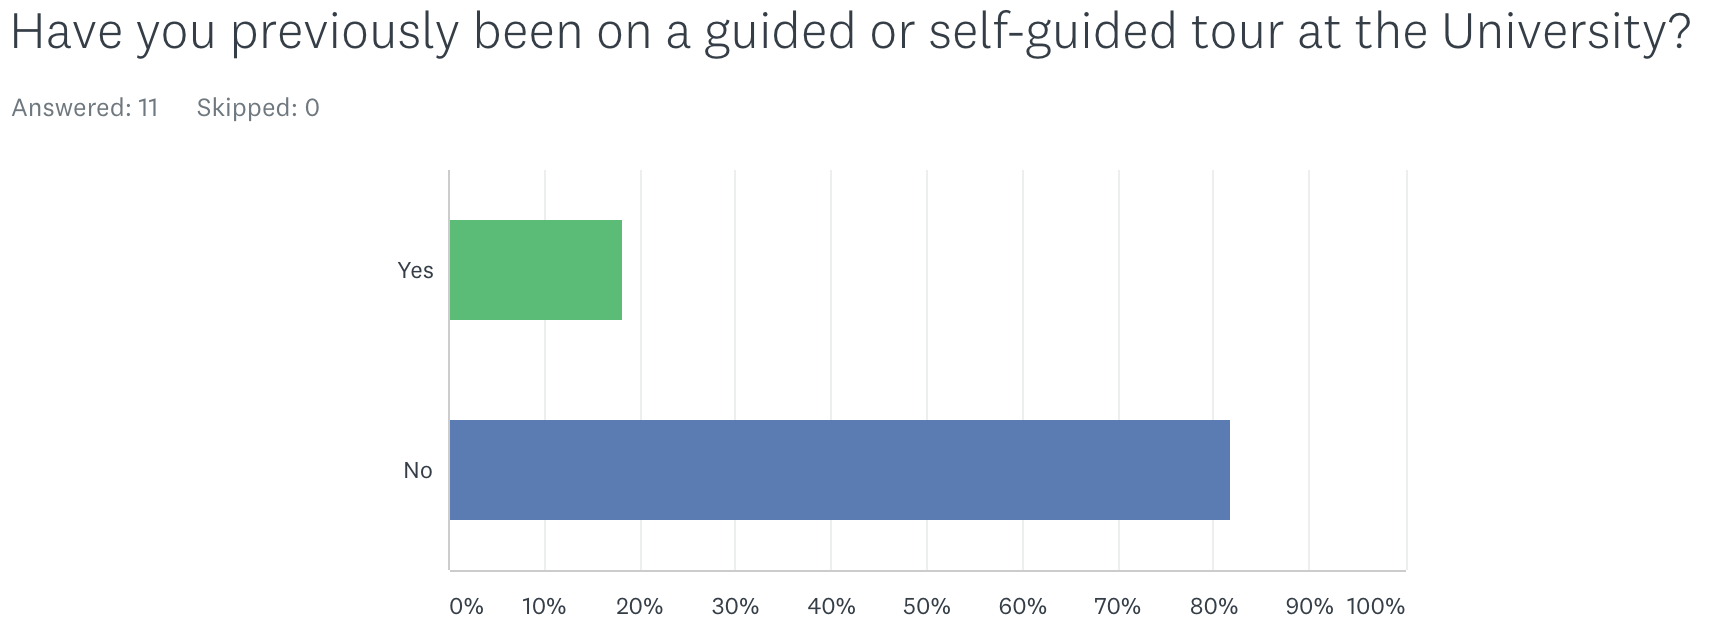 Have you previously been on a guided or self-guided tour at the University?
Answered: 11 Skipped: 0
Yes
No
0% 10% 20% 30% 40% 50% 60% 70% 80% 90% 100%